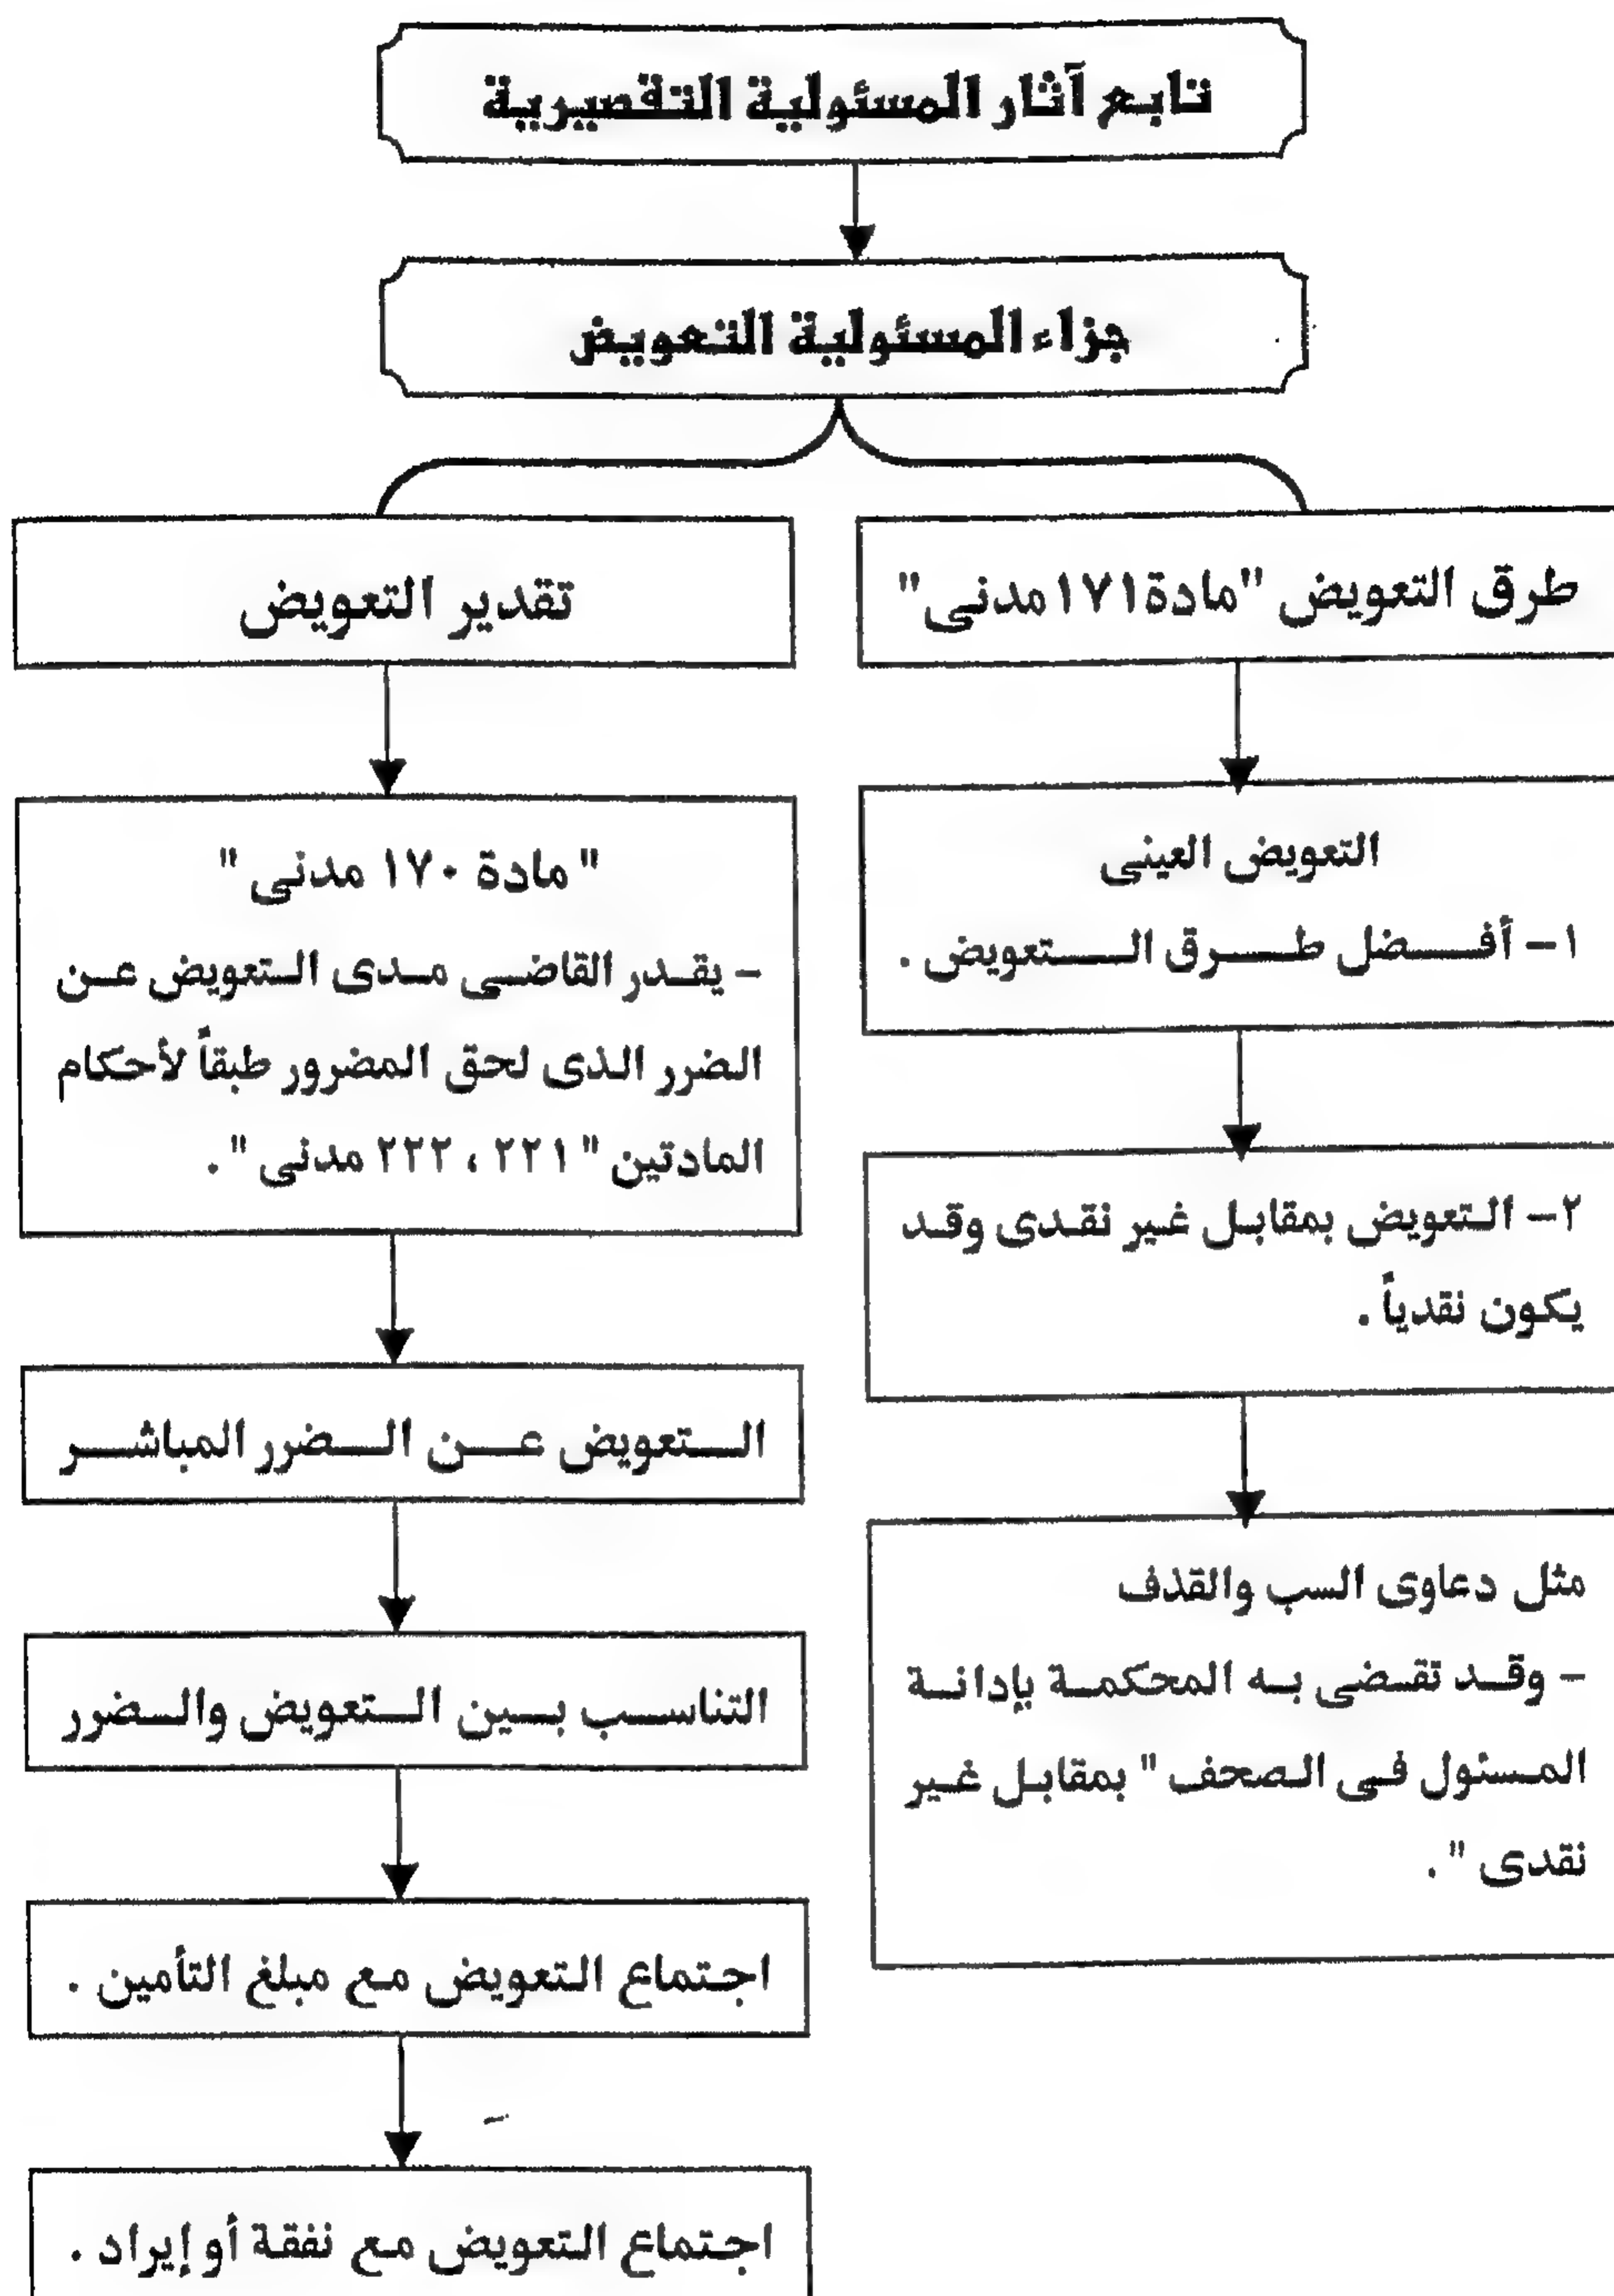 تابع آثار المسئولية التقصيرية
جزاء المسئولية التعويض
طرق التعويض "مادة ١٧١ مدنى"
التعويض العينى
١- أفضل طرق التعويض .
٢- التعويض بمقابل غير نقدى وقد
يكون نقدياً .
مثل دعاوى السب والقذف
- وقد تقضى به المحكمة بإدانة
المسئول فى الصحف " بمقابل غير
نقدى " .
تقدير التعويض
" مادة ١٧٠ مدنى "
- يقدر القاضى مدى التعويض عن
الضرر الذى لحق المضرور طبقاً لأحكام
المادتين " ٢٢١ ، ٢٢٢ مدنى " .
التعويض عن الضرر المباشر
التناسب بين التعويض والضرر
اجتماع التعويض مع مبلغ التأمين .
اجتماع التعويض مع نفقة أو إيراد .